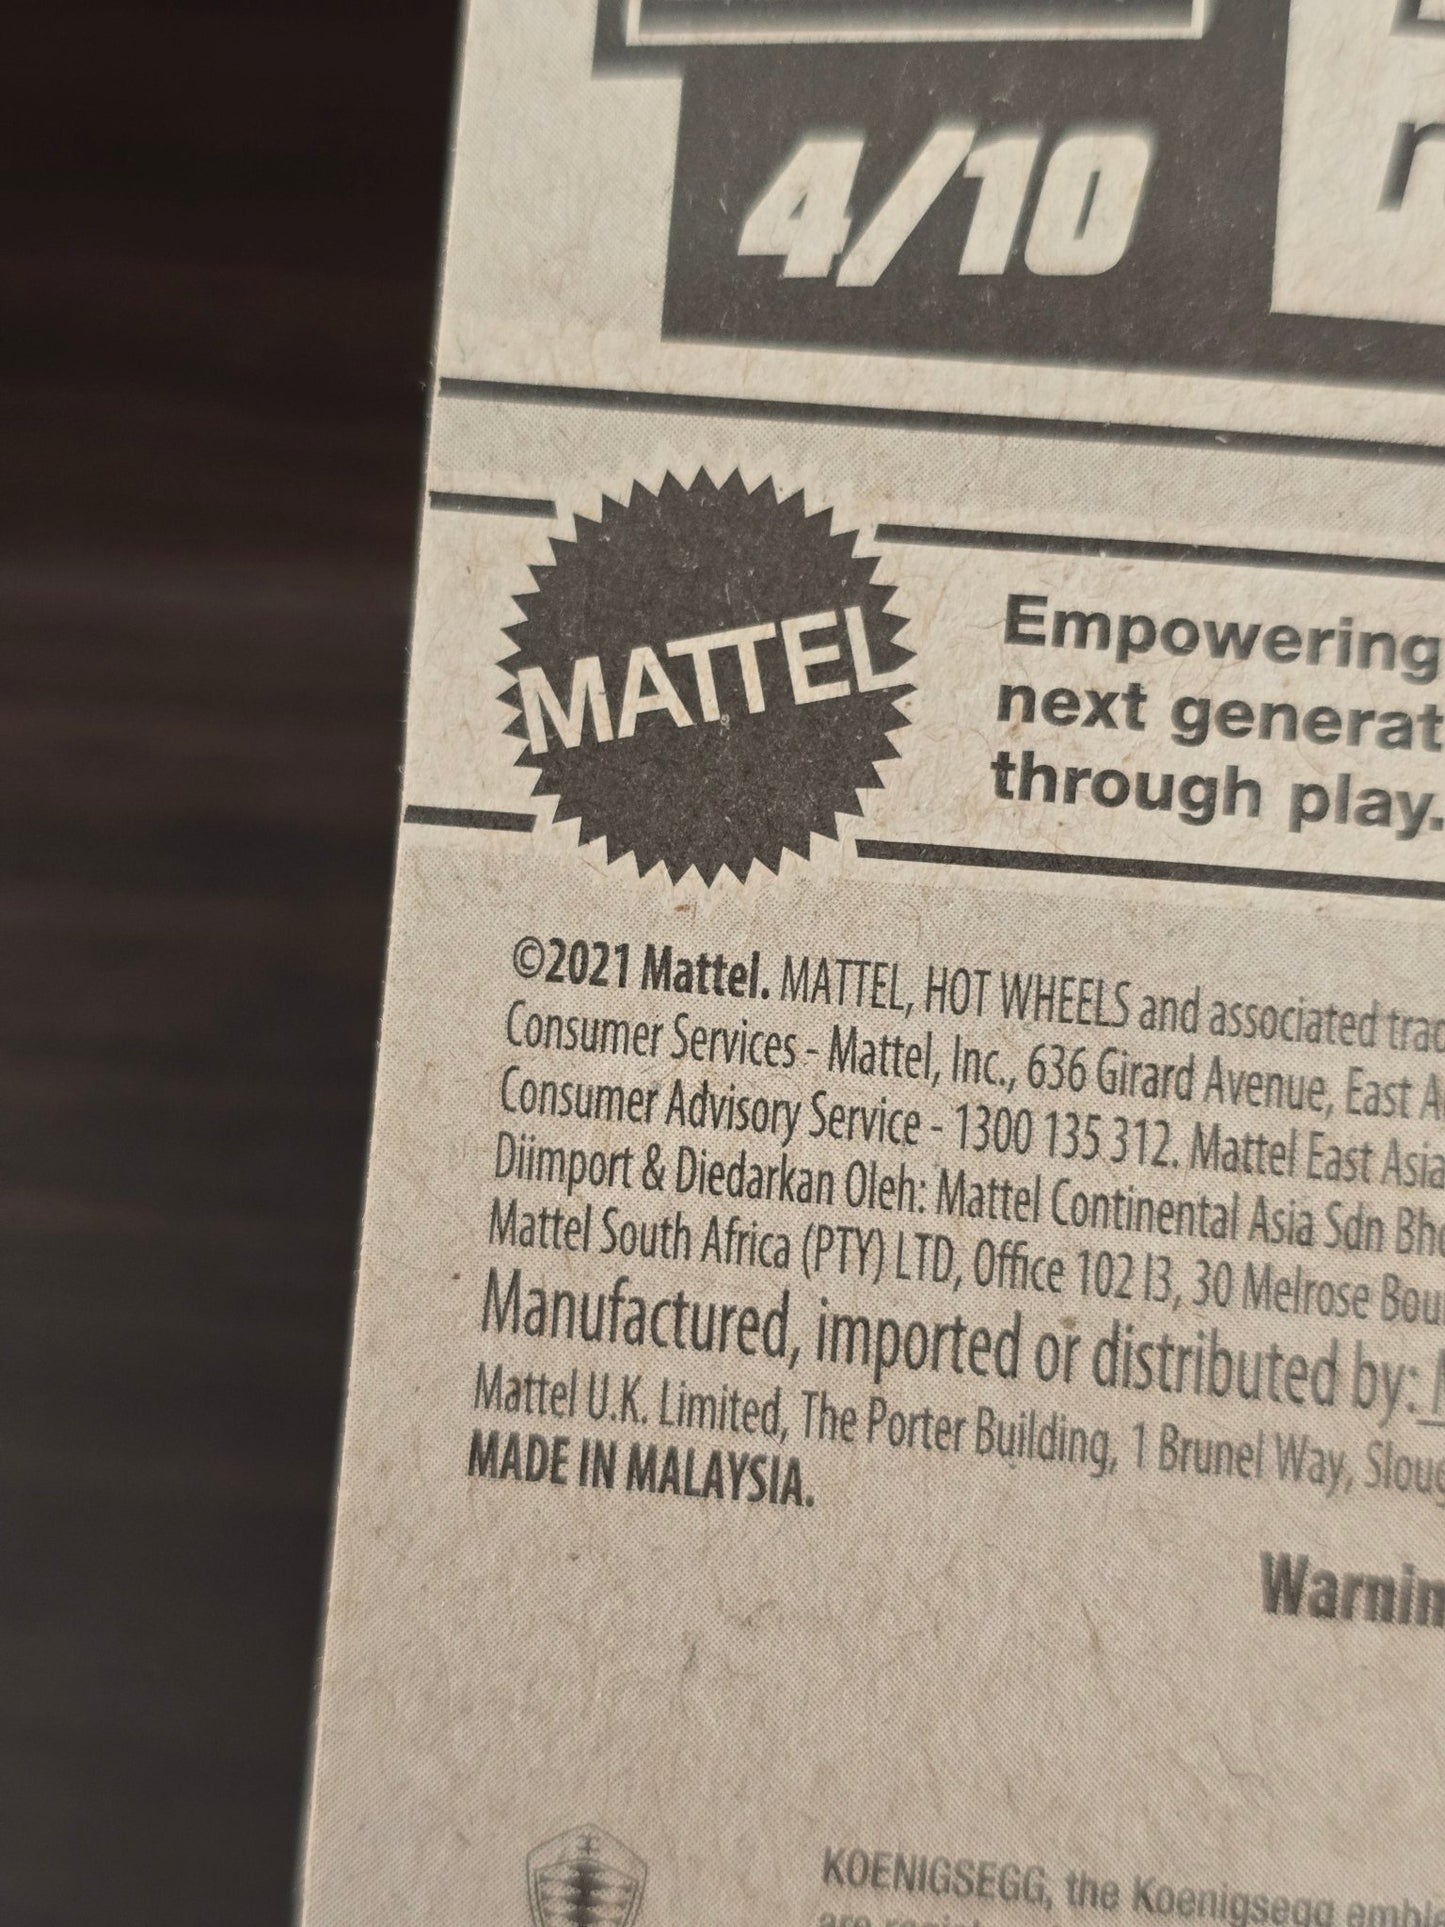 4/10
MATTEL
Empowering
next generat
through play.
©2021 Mattel. MATTEL, HOT WHEELS and associated trad
Consumer Services - Mattel, Inc., 636 Girard Avenue, East A
Consumer Advisory Service - 1300 135 312. Mattel East Asia
Diimport & Diedarkan Oleh: Mattel Continental Asia Sdn Bhd
Mattel South Africa (PTY) LTD, Office 102 I3, 30 Melrose Bou
Manufactured, imported or distributed by:
Mattel U.K. Limited, The Porter Building, 1 Brunel Way, Sloug
MADE IN MALAYSIA.
Warnin
KOENIGSEGG, the Koenigsegg emble